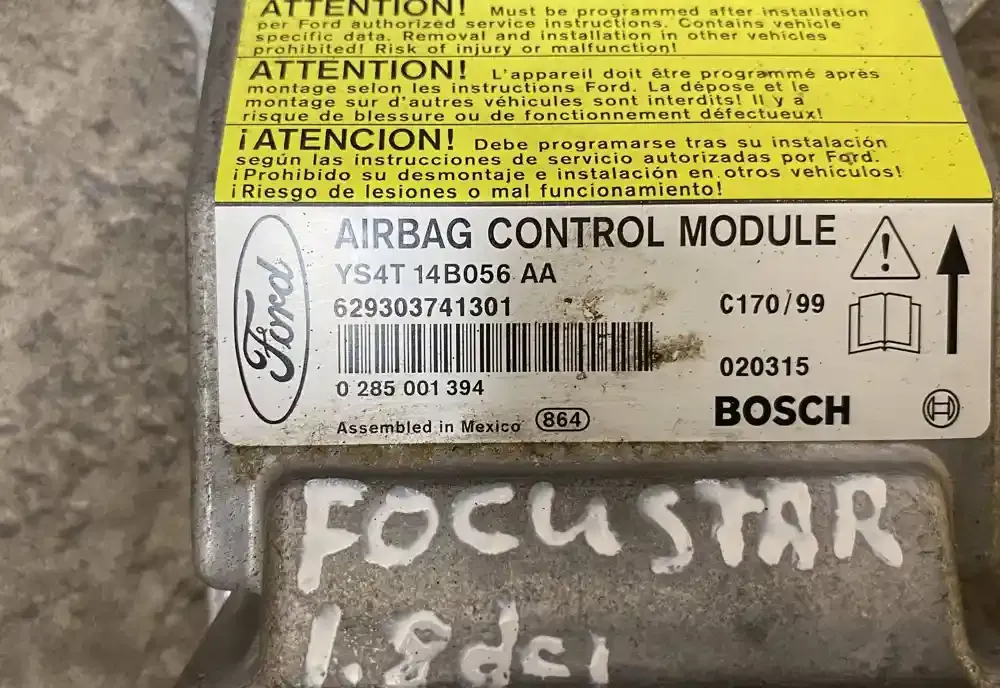 ATTENTION! Must be programmed after installation
per Ford authorized service instructions. Contains vehicle
specific data. Removal and installation in other vehicles
prohibited! Risk of injury or malfunction!
ATTENTION! L'appareil doit être programmé après
montage selon les instructions Ford. La dépose et le
montage sur d'autres véhicules sont interdits! Il y a
risque de blessure ou de fonctionnement défectueux!
¡ATENCION! Debe programarse tras su instalación
según las instrucciones de servicio autorizadas por Ford.
¡Prohibido su desmontaje e instalación en otros vehículos!
¡Riesgo de lesiones o mal funcionamiento!
Ford
AIRBAG CONTROL MODULE
YS4T 14B056 AA
629303741301
C170/99
020315
0 285 001 394
BOSCH
Assembled in Mexico 864
FOCUSTAR
1.8dci